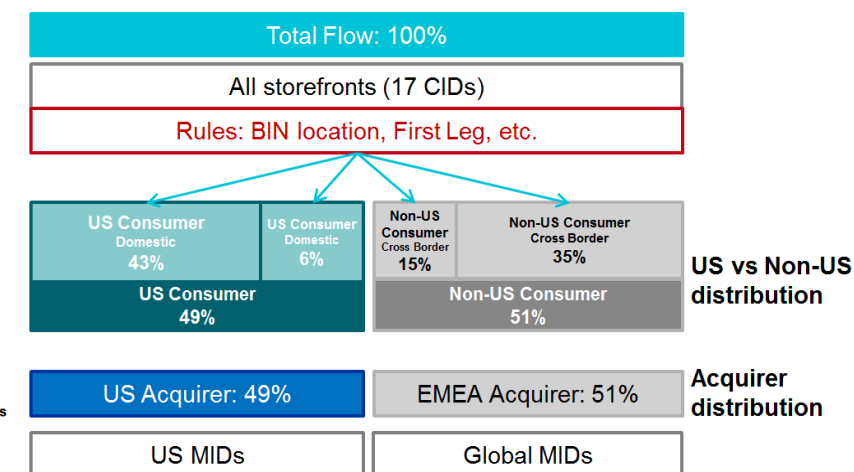 Total Flow: 100%
All storefronts (17 CIDs)
Rules: BIN location, First Leg, etc.
US Consumer
Domestic
43%
US Consumer
Domestic
6%
Non-US
Consumer
Cross Border
15%
Non-US Consumer
Cross Border
35%
US Consumer
49%
Non-US Consumer
51%
US vs Non-US
distribution
US Acquirer: 49%
EMEA Acquirer: 51%
Acquirer
distribution
s
US MIDs
Global MIDs